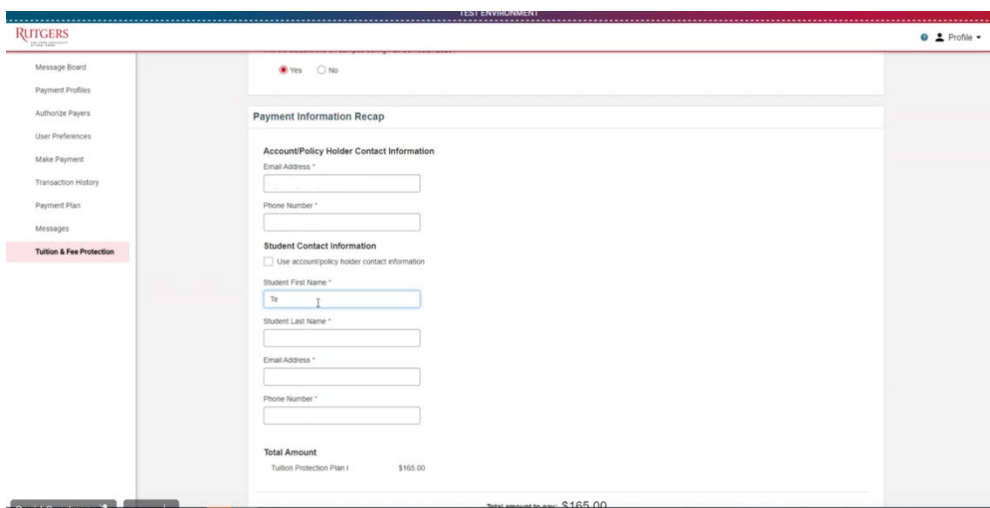 TEST ENVIRONMENT
RUTGERS
Profile
Message Board
Payment Profiles
Authorize Payers
User Preferences
Make Payment
Transaction History
Payment Plan
Messages
Tuition & Fee Protection
Yes No
Payment Information Recap
Account/Policy Holder Contact Information
Email Address *
Phone Number *
Student Contact Information
Use account/policy holder contact information
Student First Name *
Te
Student Last Name *
Email Address *
Phone Number *
Total Amount
Tuition Protection Plan I $165.00
Total amount to pay: $165.00